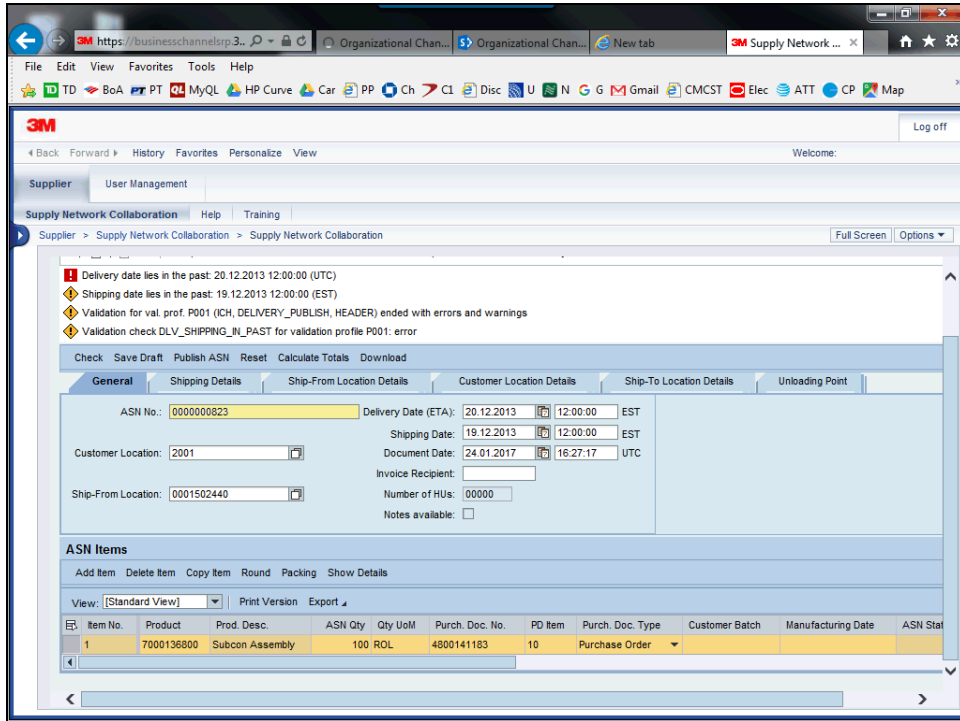 3M https://businesschannelsrp.3..
Organizational Chan...
Organizational Chan...
New tab
3M Supply Network ...
File Edit View Favorites Tools Help
TD BoA PT PT QL MyQL HP Curve Car PP Ch C1 Disc U N G G Gmail CMCST Elec ATT CP Map
3M
Log off
Back Forward History Favorites Personalize View
Welcome:
Supplier User Management
Supply Network Collaboration Help Training
Supplier > Supply Network Collaboration > Supply Network Collaboration
Full Screen Options
Delivery date lies in the past: 20.12.2013 12:00:00 (UTC)
Shipping date lies in the past: 19.12.2013 12:00:00 (EST)
Validation for val. prof. P001 (ICH, DELIVERY_PUBLISH, HEADER) ended with errors and warnings
Validation check DLV_SHIPPING_IN_PAST for validation profile P001: error
Check Save Draft Publish ASN Reset Calculate Totals Download
General Shipping Details Ship-From Location Details Customer Location Details Ship-To Location Details Unloading Point
ASN No.: 0000000823 Delivery Date (ETA): 20.12.2013 12:00:00 EST
Shipping Date: 19.12.2013 12:00:00 EST
Customer Location: 2001 Document Date: 24.01.2017 16:27:17 UTC
Invoice Recipient:
Ship-From Location: 0001502440 Number of HUs: 00000
Notes available:
ASN Items
Add Item Delete Item Copy Item Round Packing Show Details
View: [Standard View] Print Version Export
Item No. Product Prod. Desc. ASN Qty Qty UoM Purch. Doc. No. PD Item Purch. Doc. Type Customer Batch Manufacturing Date ASN Stat
1 7000136800 Subcon Assembly 100 ROL 4800141183 10 Purchase Order